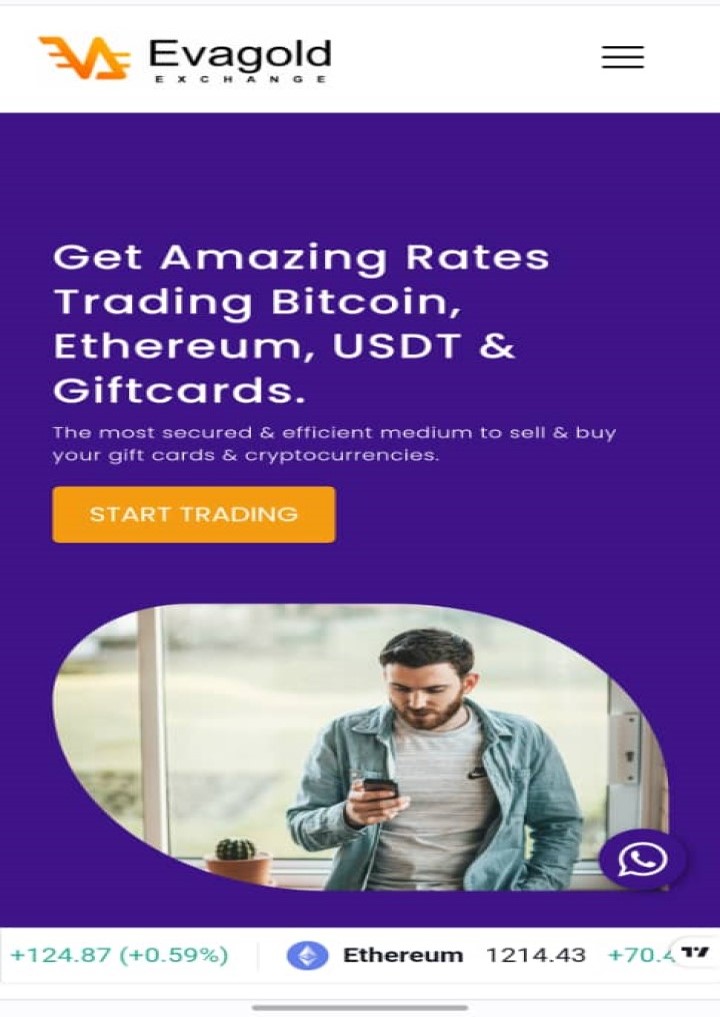 Evagold
EXCHANGE
Get Amazing Rates
Trading Bitcoin,
Ethereum, USDT &
Giftcards.
The most secured & efficient medium to sell & buy
your gift cards & cryptocurrencies.
START TRADING
+124.87 (+0.59%) Ethereum 1214.43 +70.4